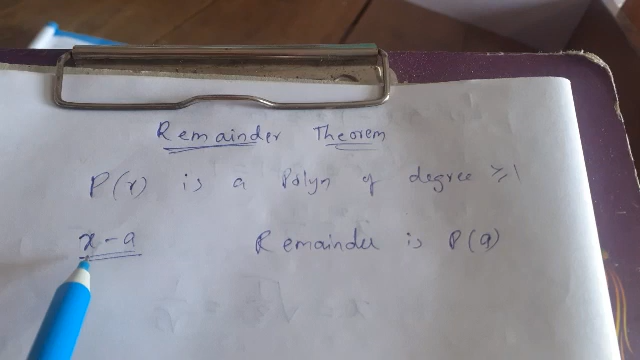 Remainder Theorem
P(x) is a Polyn of degree ≥1
x-a Remainder is P(a)